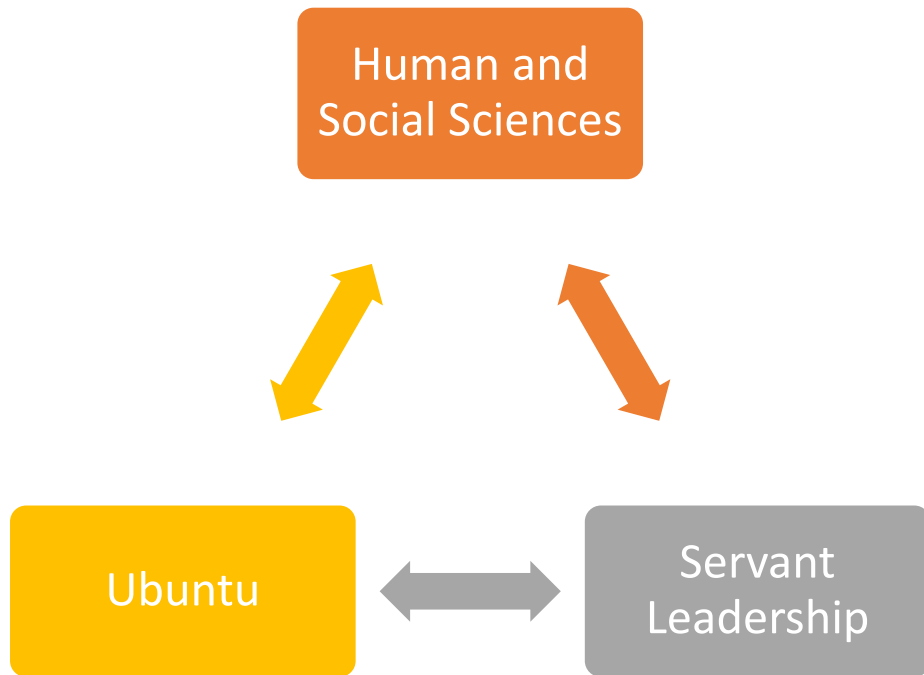 Human and
Social Sciences
Ubuntu
Servant
Leadership